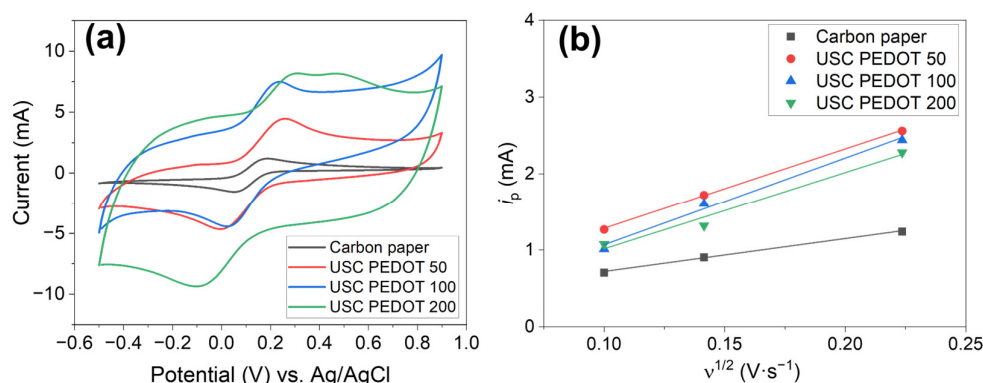 (a)
10
5
0
−5
−10
Current (mA)
Carbon paper
USC PEDOT 50
USC PEDOT 100
USC PEDOT 200
−0.6 −0.4 −0.2 0.0 0.2 0.4 0.6 0.8 1.0
Potential (V) vs. Ag/AgCl
(b)
4
3
2
1
0
iₚ (mA)
Carbon paper
USC PEDOT 50
USC PEDOT 100
USC PEDOT 200
0.10 0.15 0.20 0.25
ν¹ᐟ² (V·s⁻¹)